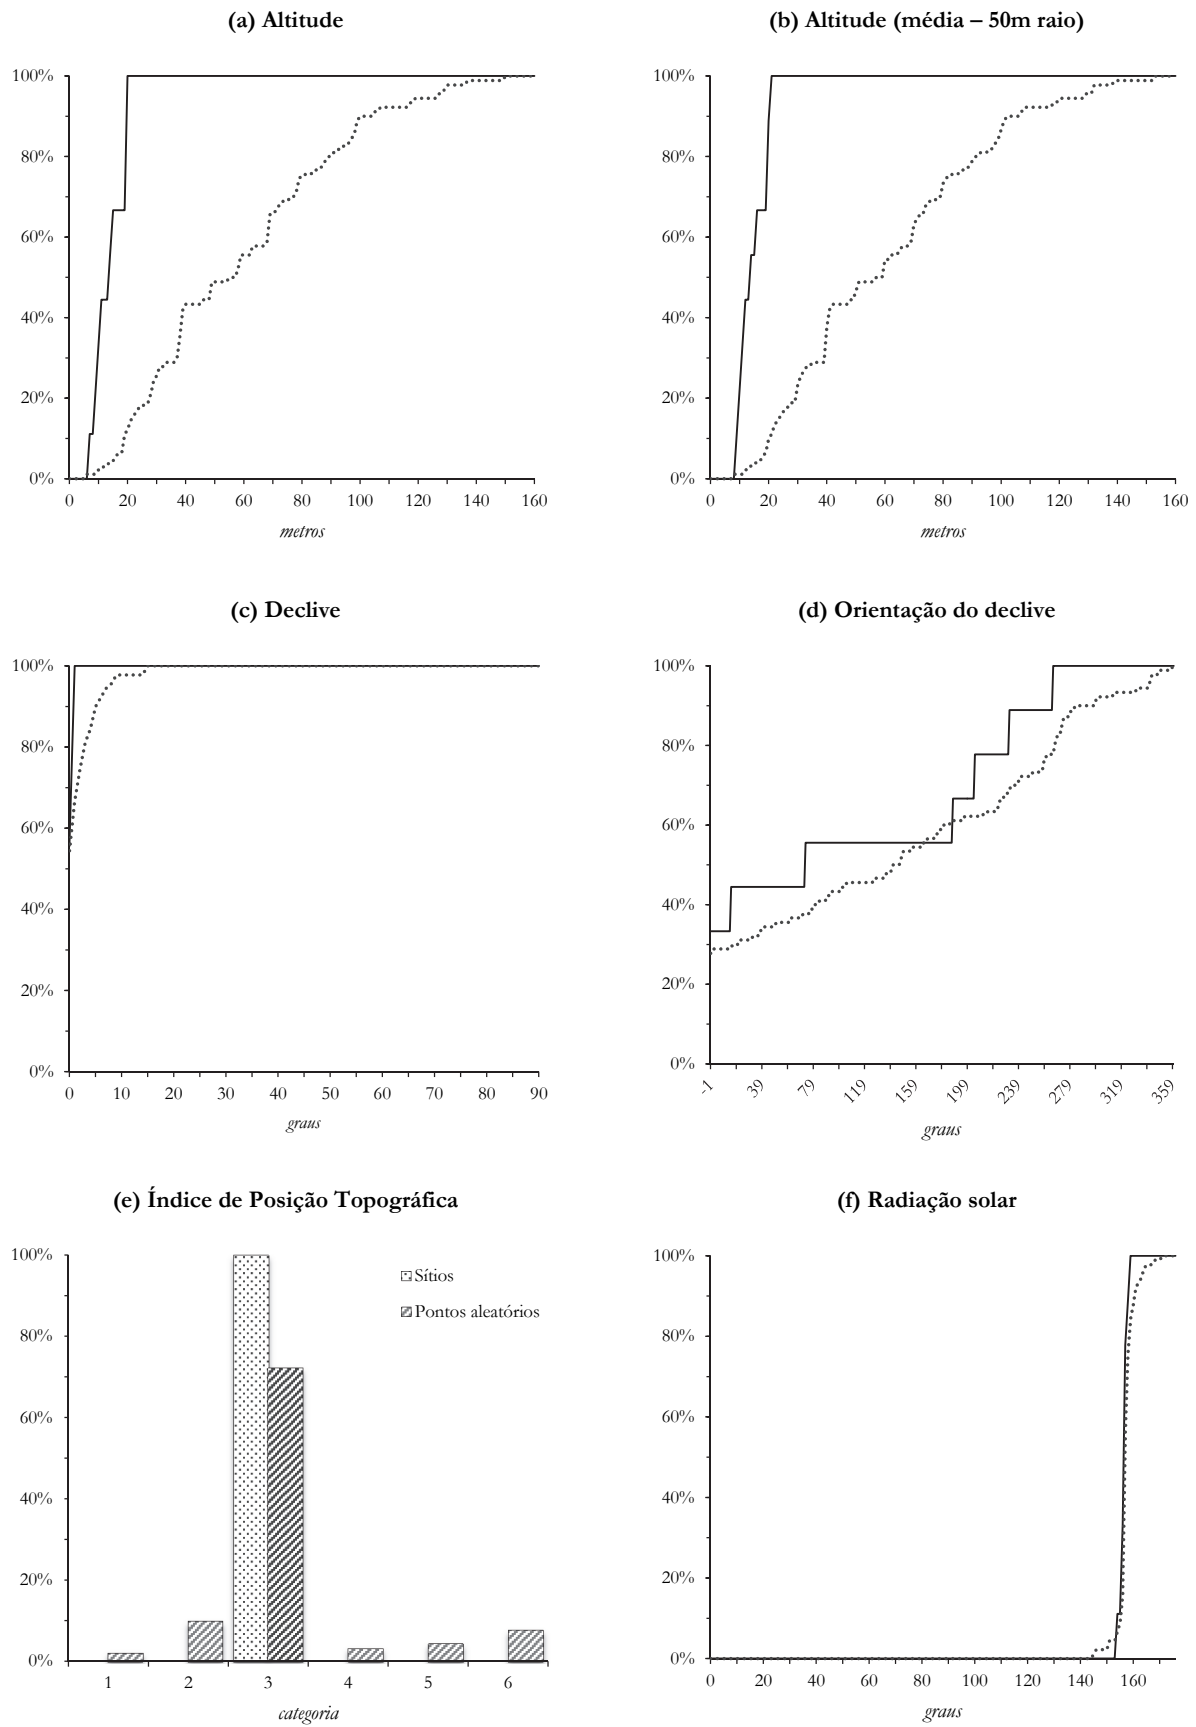 (a) Altitude
100%
80%
60%
40%
20%
0%
0 20 40 60 80 100 120 140 160
metros
(b) Altitude (média – 50m raio)
100%
80%
60%
40%
20%
0%
0 20 40 60 80 100 120 140 160
metros
(c) Declive
100%
80%
60%
40%
20%
0%
0 10 20 30 40 50 60 70 80 90
graus
(d) Orientação do declive
100%
80%
60%
40%
20%
0%
-1 39 79 119 159 199 239 279 319 359
graus
(e) Índice de Posição Topográfica
100%
80%
60%
40%
20%
0%
Sítios
Pontos aleatórios
1 2 3 4 5 6
categoria
(f) Radiação solar
100%
80%
60%
40%
20%
0%
0 20 40 60 80 100 120 140 160
graus